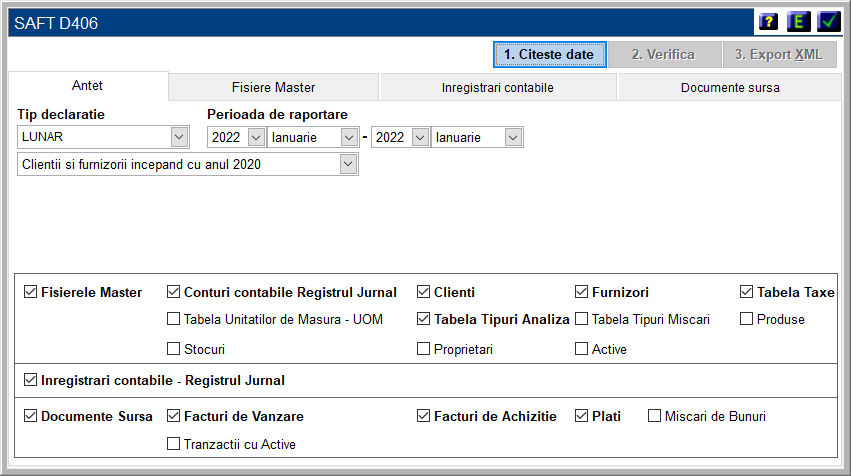 SAFT D406
? E
1. Citeste date 2. Verifica 3. Export XML
Antet Fisiere Master Inregistrari contabile Documente sursa
Tip declaratie Perioada de raportare
LUNAR 2022 Ianuarie - 2022 Ianuarie
Clientii si furnizorii incepand cu anul 2020
Fisierele Master Conturi contabile Registrul Jurnal Clienti Furnizori Tabela Taxe
Tabela Unitatilor de Masura - UOM Tabela Tipuri Analiza Tabela Tipuri Miscari Produse
Stocuri Proprietari Active
Inregistrari contabile - Registrul Jurnal
Documente Sursa Facturi de Vanzare Facturi de Achizitie Plati Miscari de Bunuri
Tranzactii cu Active